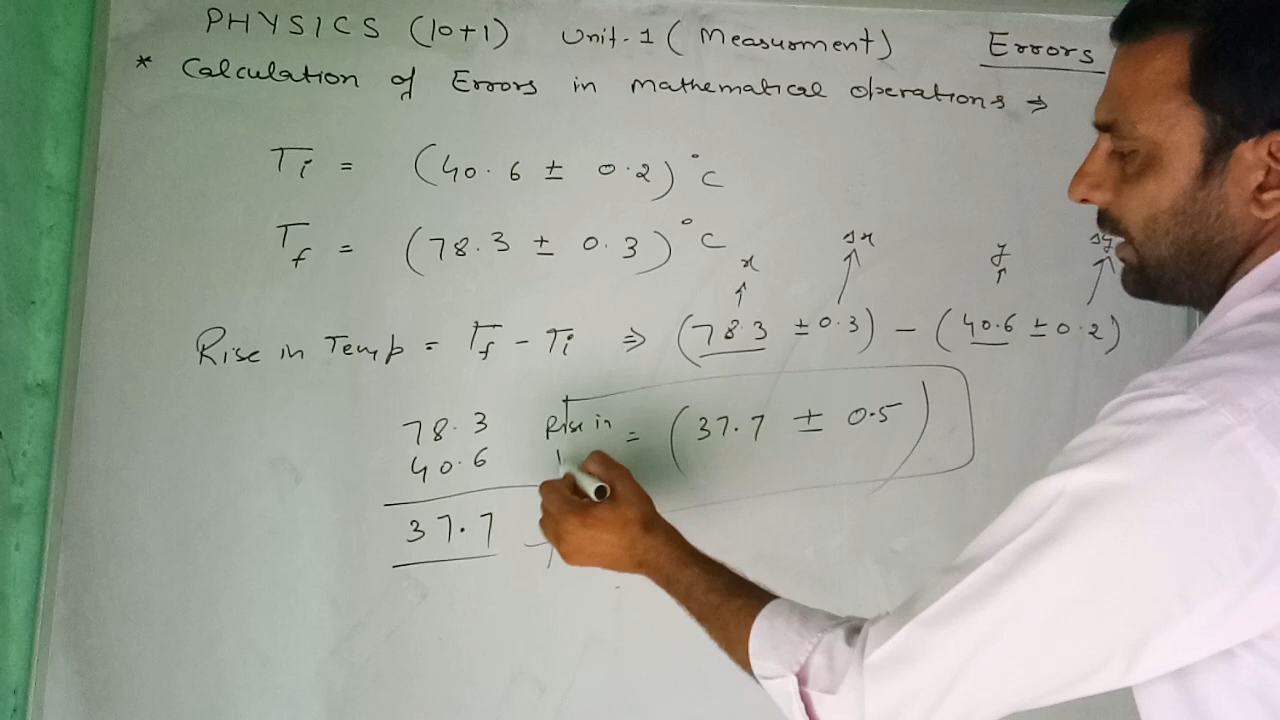 PHYSICS (10+1) Unit-1 (Measurment) Errors
* Calculation of Errors in mathematical operations ⇒
Ti = (40.6 ± 0.2)°C
Tf = (78.3 ± 0.3)°C
x Δx y Δy
Rise in Temp = Tf - Ti ⇒ (78.3 ± 0.3) - (40.6 ± 0.2)
78.3 Rise in = (37.7 ± 0.5)
40.6
37.7